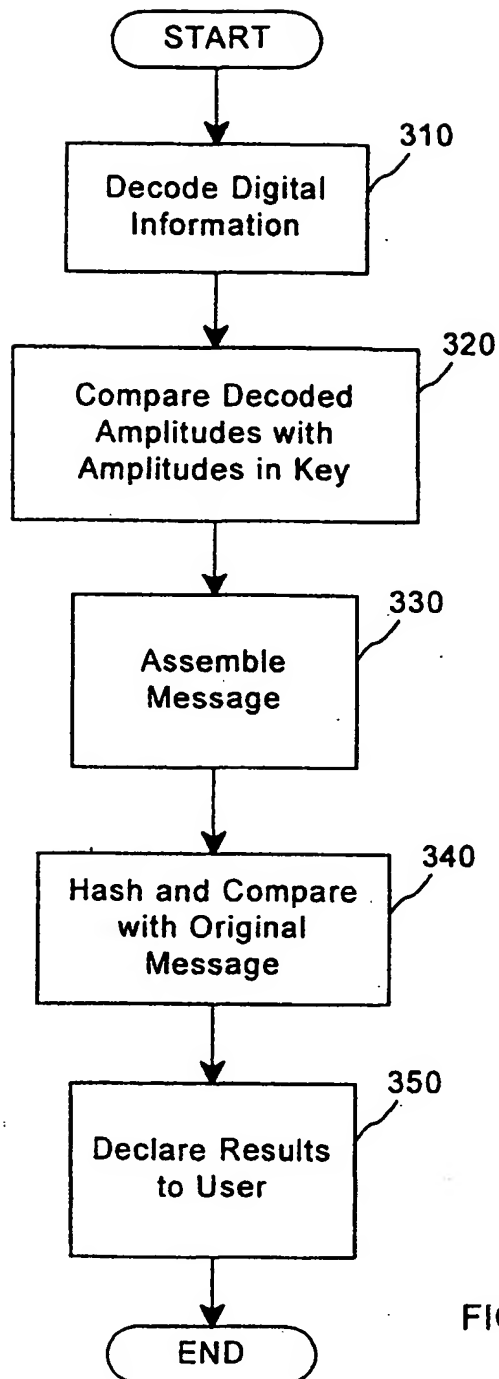 START
310
Decode Digital
Information
320
Compare Decoded
Amplitudes with
Amplitudes in Key
330
Assemble
Message
340
Hash and Compare
with Original
Message
350
Declare Results
to User
END